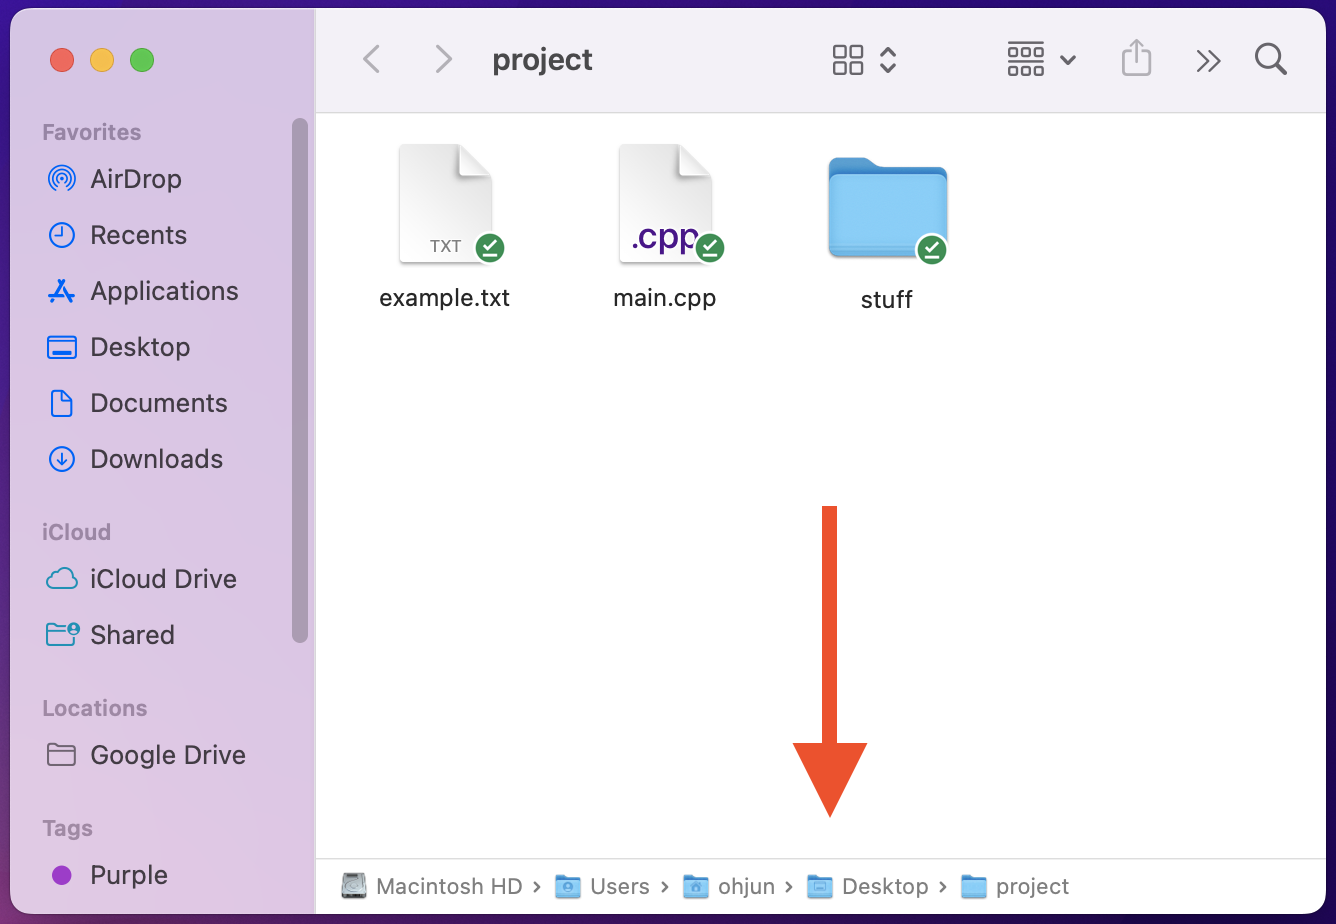 project
Favorites
AirDrop
Recents
Applications
Desktop
Documents
Downloads
iCloud
iCloud Drive
Shared
Locations
Google Drive
Tags
Purple
TXT
.cpp
example.txt
main.cpp
stuff
Macintosh HD › Users › ohjun › Desktop › project